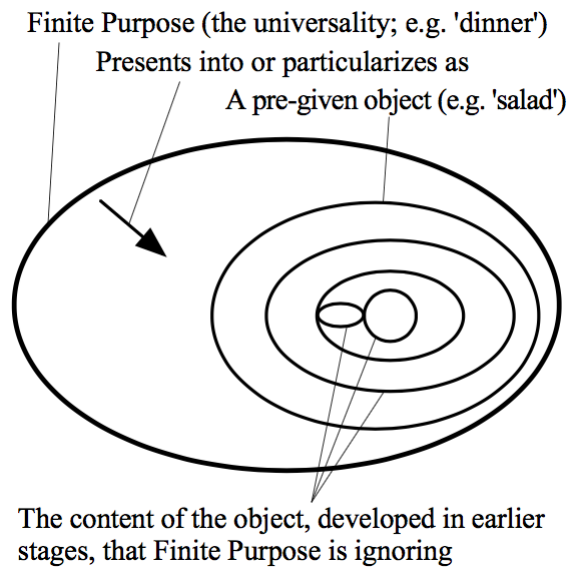 Finite Purpose (the universality; e.g. 'dinner')
Presents into or particularizes as
A pre-given object (e.g. 'salad')
The content of the object, developed in earlier
stages, that Finite Purpose is ignoring